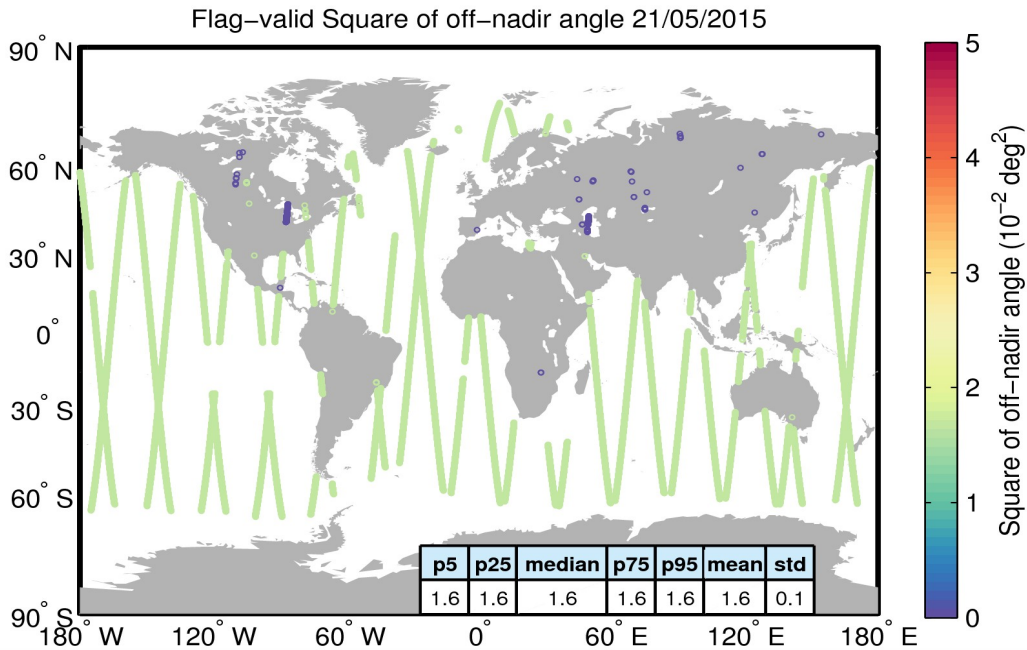 Flag−valid Square of off−nadir angle 21/05/2015
90° N
60° N
30° N
0°
30° S
60° S
90° S
180° W
120° W
60° W
0°
60° E
120° E
180° E
p5 p25 median p75 p95 mean std
1.6 1.6 1.6 1.6 1.6 1.6 0.1
5
4
3
2
1
0
Square of off−nadir angle (10⁻² deg²)